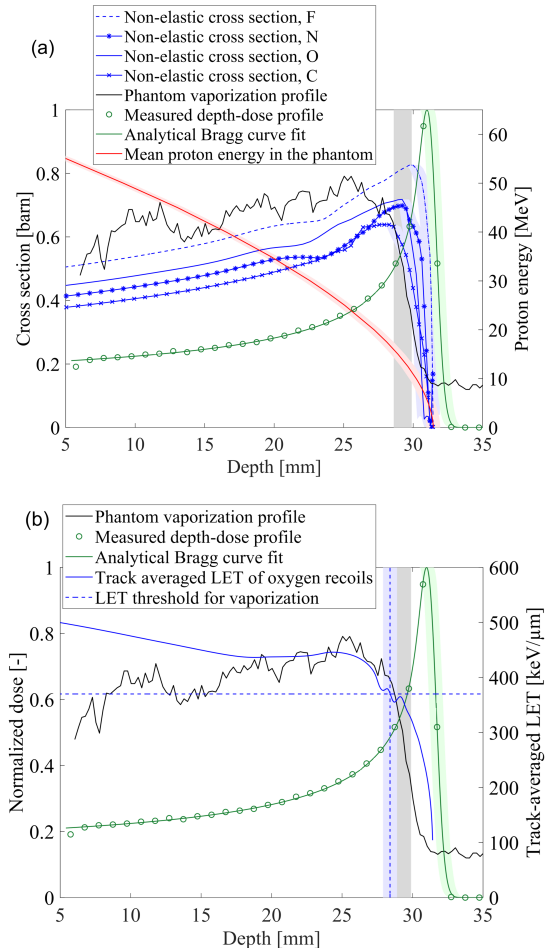 (a)
Non-elastic cross section, F
Non-elastic cross section, N
Non-elastic cross section, O
Non-elastic cross section, C
Phantom vaporization profile
Measured depth-dose profile
Analytical Bragg curve fit
Mean proton energy in the phantom
Cross section [barn]
1
0.8
0.6
0.4
0.2
0
60
50
40
30
20
10
0
Proton energy [MeV]
5 10 15 20 25 30 35
Depth [mm]
(b)
Phantom vaporization profile
Measured depth-dose profile
Analytical Bragg curve fit
Track averaged LET of oxygen recoils
LET threshold for vaporization
Normalized dose [-]
1
0.8
0.6
0.4
0.2
0
600
500
400
300
200
100
0
Track-averaged LET [keV/μm]
5 10 15 20 25 30 35
Depth [mm]